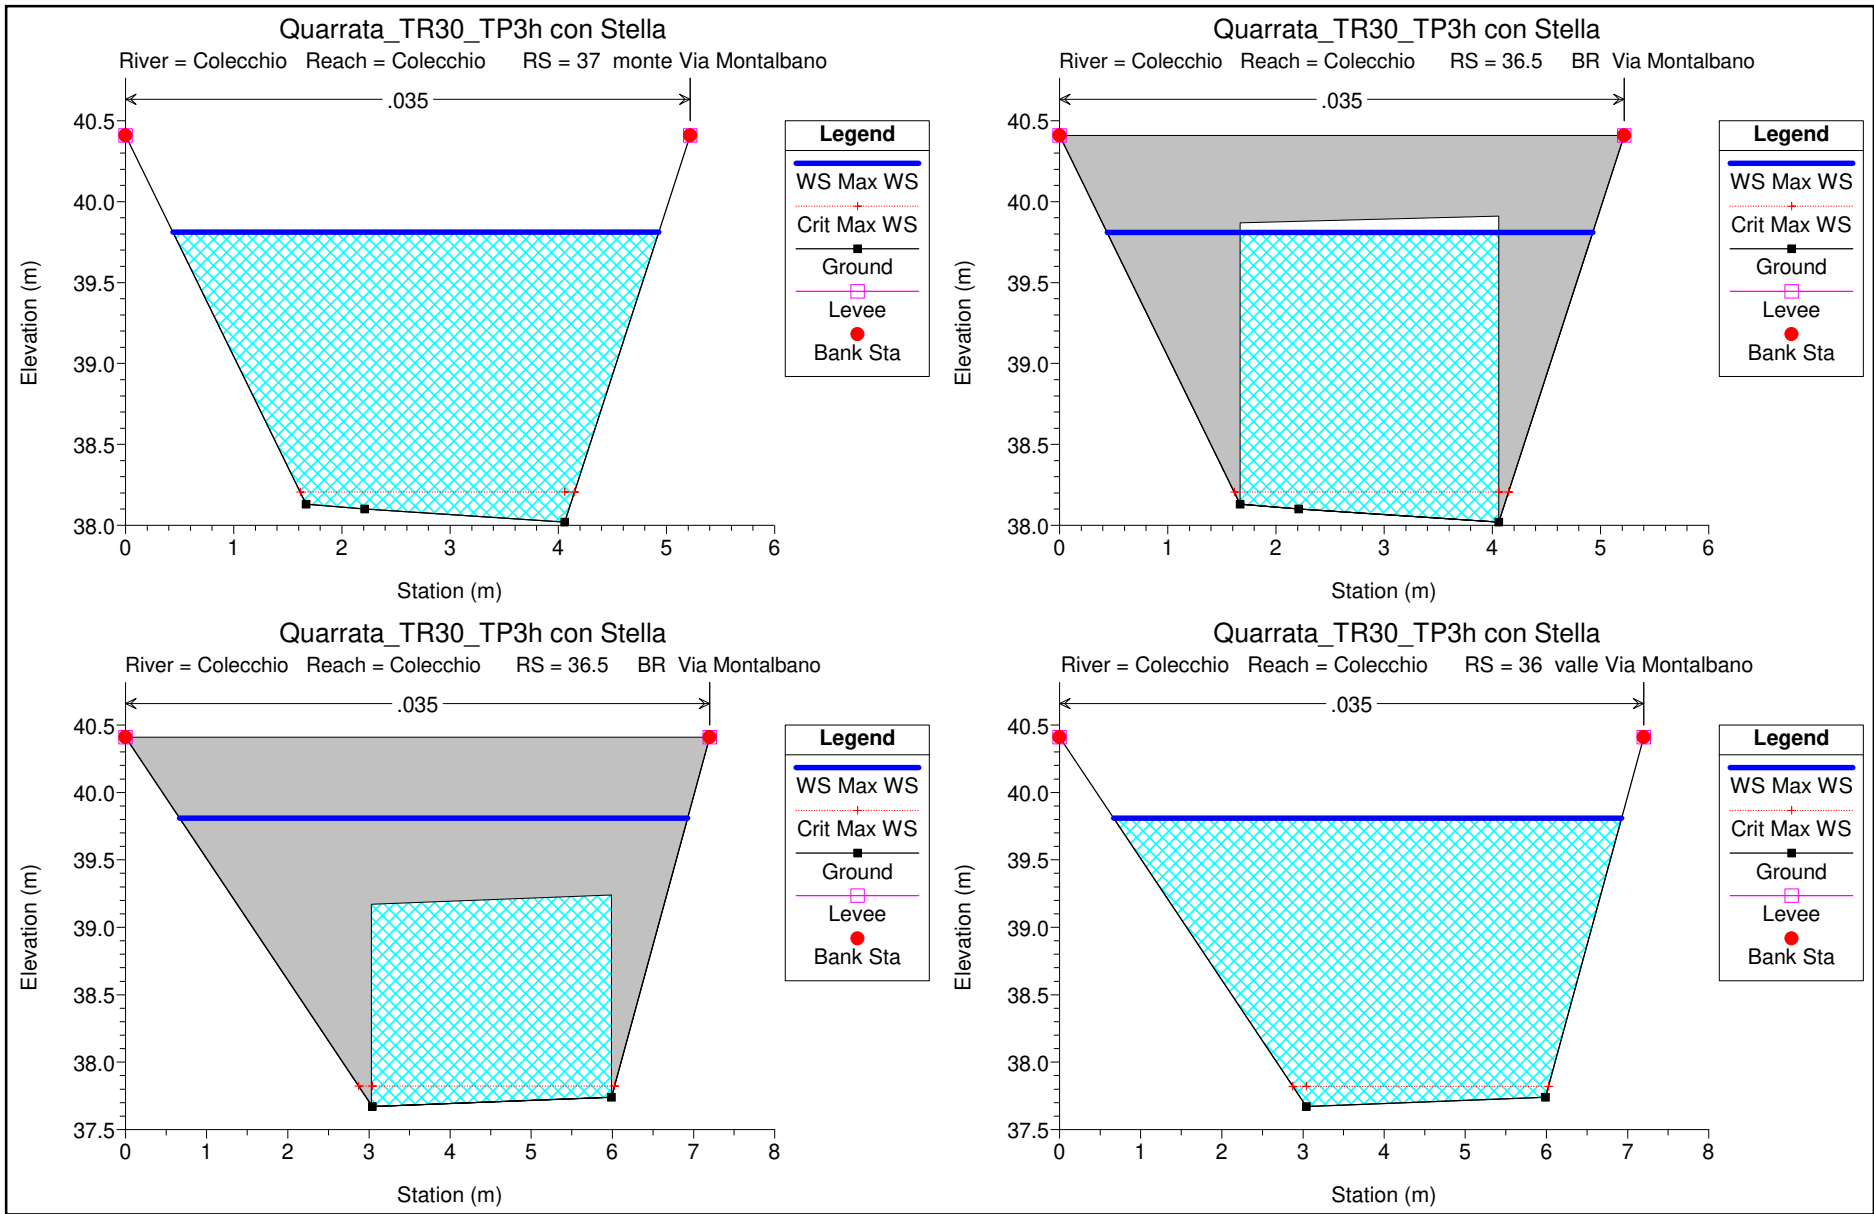 Quarrata_TR30_TP3h con Stella
River = Colecchio Reach = Colecchio RS = 37 monte Via Montalbano
.035
40.5
40.0
39.5
39.0
38.5
38.0
Elevation (m)
0 1 2 3 4 5 6
Station (m)
Legend
WS Max WS
Crit Max WS
Ground
Levee
Bank Sta
Quarrata_TR30_TP3h con Stella
River = Colecchio Reach = Colecchio RS = 36.5 BR Via Montalbano
.035
40.5
40.0
39.5
39.0
38.5
38.0
Elevation (m)
0 1 2 3 4 5 6
Station (m)
Legend
WS Max WS
Crit Max WS
Ground
Levee
Bank Sta
Quarrata_TR30_TP3h con Stella
River = Colecchio Reach = Colecchio RS = 36.5 BR Via Montalbano
.035
40.5
40.0
39.5
39.0
38.5
38.0
37.5
Elevation (m)
0 1 2 3 4 5 6 7 8
Station (m)
Legend
WS Max WS
Crit Max WS
Ground
Levee
Bank Sta
Quarrata_TR30_TP3h con Stella
River = Colecchio Reach = Colecchio RS = 36 valle Via Montalbano
.035
40.5
40.0
39.5
39.0
38.5
38.0
37.5
Elevation (m)
0 1 2 3 4 5 6 7 8
Station (m)
Legend
WS Max WS
Crit Max WS
Ground
Levee
Bank Sta